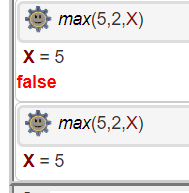 max(5,2,X)
X = 5
false
max(5,2,X)
X = 5